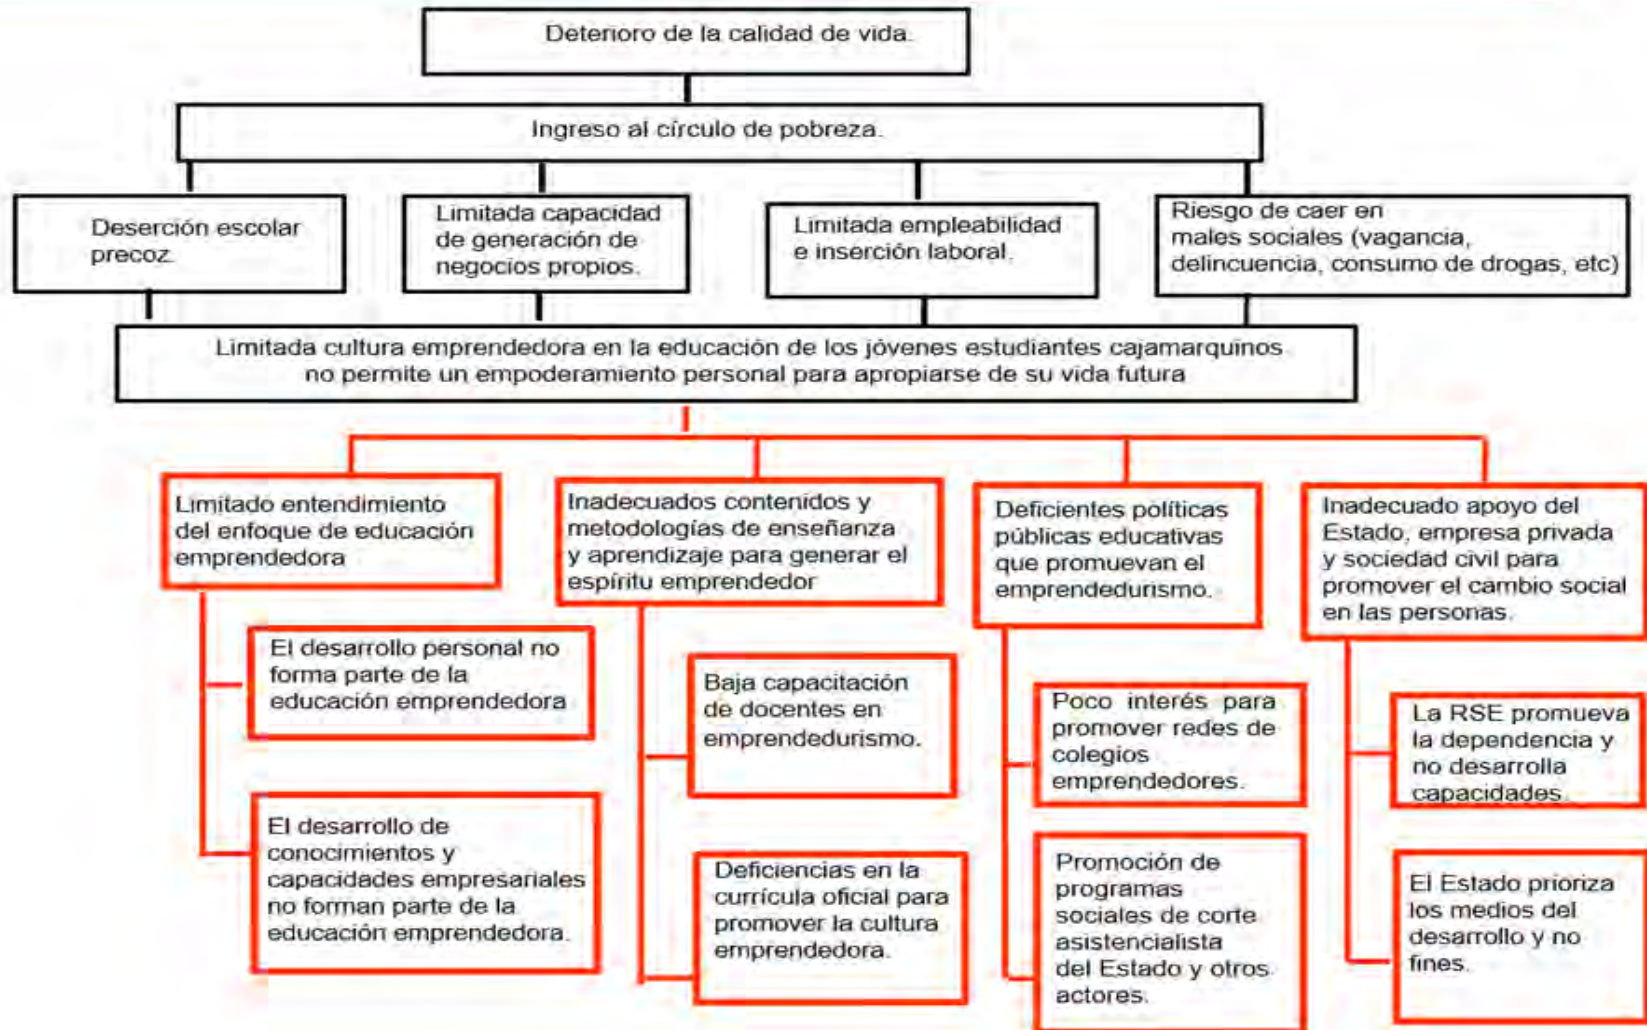 Deterioro de la calidad de vida.
Ingreso al círculo de pobreza.
Deserción escolar
precoz.
Limitada capacidad
de generación de
negocios propios.
Limitada empleabilidad
e inserción laboral.
Riesgo de caer en
males sociales (vagancia,
delincuencia, consumo de drogas, etc)
Limitada cultura emprendedora en la educación de los jóvenes estudiantes cajamarquinos
no permite un empoderamiento personal para apropiarse de su vida futura
Limitado entendimiento
del enfoque de educación
emprendedora
Inadecuados contenidos y
metodologías de enseñanza
y aprendizaje para generar el
espíritu emprendedor
Deficientes políticas
públicas educativas
que promuevan el
emprendedurismo.
Inadecuado apoyo del
Estado, empresa privada
y sociedad civil para
promover el cambio social
en las personas.
El desarrollo personal no
forma parte de la
educación emprendedora
El desarrollo de
conocimientos y
capacidades empresariales
no forman parte de la
educación emprendedora.
Baja capacitación
de docentes en
emprendedurismo.
Deficiencias en la
currícula oficial para
promover la cultura
emprendedora.
Poco interés para
promover redes de
colegios
emprendedores.
Promoción de
programas
sociales de corte
asistencialista
del Estado y otros
actores.
La RSE promueva
la dependencia y
no desarrolla
capacidades.
El Estado prioriza
los medios del
desarrollo y no
fines.